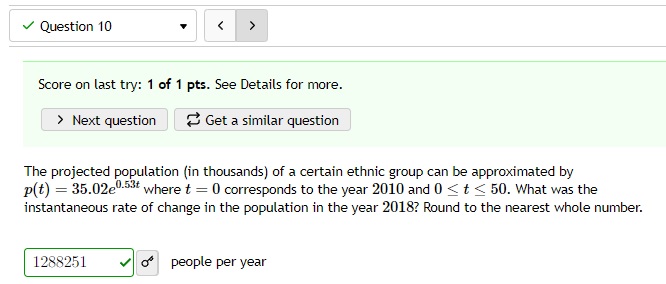 ✓ Question 10 ▼ < >
Score on last try: 1 of 1 pts. See Details for more.
> Next question Get a similar question
The projected population (in thousands) of a certain ethnic group can be approximated by
p(t) = 35.02e^0.53t where t = 0 corresponds to the year 2010 and 0 ≤ t ≤ 50. What was the
instantaneous rate of change in the population in the year 2018? Round to the nearest whole number.
1288251 ✓ people per year